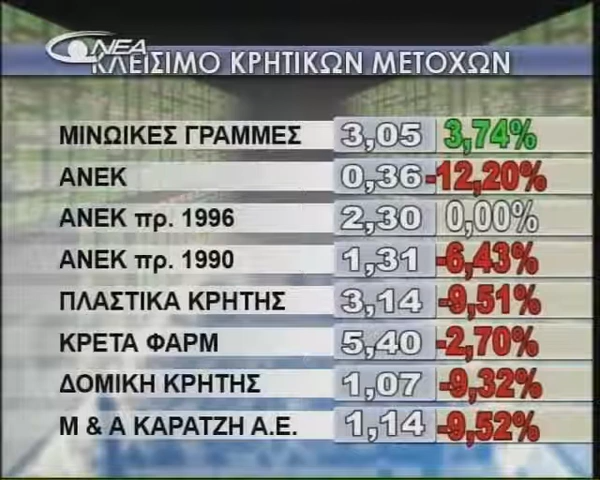 ΝΕΑ
ΚΛΕΙΣΙΜΟ ΚΡΗΤΙΚΩΝ ΜΕΤΟΧΩΝ
ΜΙΝΩΙΚΕΣ ΓΡΑΜΜΕΣ 3,05 3,74%
ΑΝΕΚ 0,36 -12,20%
ΑΝΕΚ πρ. 1996 2,30 0,00%
ΑΝΕΚ πρ. 1990 1,31 -6,43%
ΠΛΑΣΤΙΚΑ ΚΡΗΤΗΣ 3,14 -9,51%
ΚΡΕΤΑ ΦΑΡΜ 5,40 -2,70%
ΔΟΜΙΚΗ ΚΡΗΤΗΣ 1,07 -9,32%
Μ & Α ΚΑΡΑΤΖΗ Α.Ε. 1,14 -9,52%